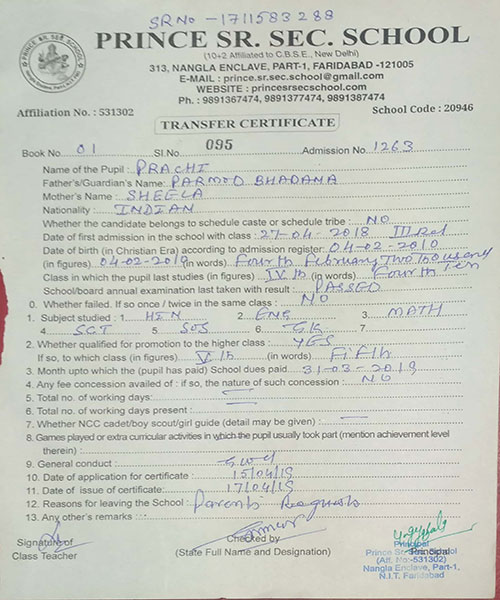 SR No - 1711583288
PRINCE SR. SEC. SCHOOL
PRINCE SR. SEC. SCHOOL
(10+2 Affiliated to C.B.S.E., New Delhi)
313, NANGLA ENCLAVE, PART-1, FARIDABAD -121005
E-MAIL : prince.sr.sec.school@gmail.com
WEBSITE : princesrsecschool.com
Ph. : 9891367474, 9891377474, 9891387474
Affiliation No. : 531302 School Code : 20946
TRANSFER CERTIFICATE
Book No. 01 Sl.No. 095 Admission No. 1263
Name of the Pupil : PRACHI
Father's/Guardian's Name: PARMOD BHADANA
Mother's Name: SHEELA
Nationality : INDIAN
Whether the candidate belongs to schedule caste or schedule tribe : NO
Date of first admission in the school with class : 27-04-2018 III Rd
Date of birth (in Christian Era) according to admission register 04-02-2010
(in figures) 04-02-2010 in words) Fourth February Two thousand
Class in which the pupil last studies (in figures) IV th (in words) Fourth Ten
School/board annual examination last taken with result : PASSED
0. Whether failed. If so once / twice in the same class : NO
1. Subject studied : 1. HIN 2. ENG 3. MATH
4. SCT 5. SOS 6. GK 7.
2. Whether qualified for promotion to the higher class : YES
If so, to which class (in figures) V th (in words) Fifth
3. Month upto which the (pupil has paid) School dues paid 31-03-2019
4. Any fee concession availed of : if so, the nature of such concession : NO
5. Total no. of working days:
6. Total no. of working days present :
7. Whether NCC cadet/boy scout/girl guide (detail may be given) :
8. Games played or extra curricular activities in which the pupil usually took part (mention achievement level
therein) :
9. General conduct :
10. Date of application for certificate : 15/04/19
11. Date of issue of certificate: 17/04/19
12. Reasons for leaving the School : Parents Requests
13. Any other's remarks : :
Signature of Checked by Principal
Class Teacher (State Full Name and Designation)
Principal
Prince Sr. Sec. School
(Aff. No:-531302)
Nangla Enclave, Part-1,
N.I.T. Faridabad